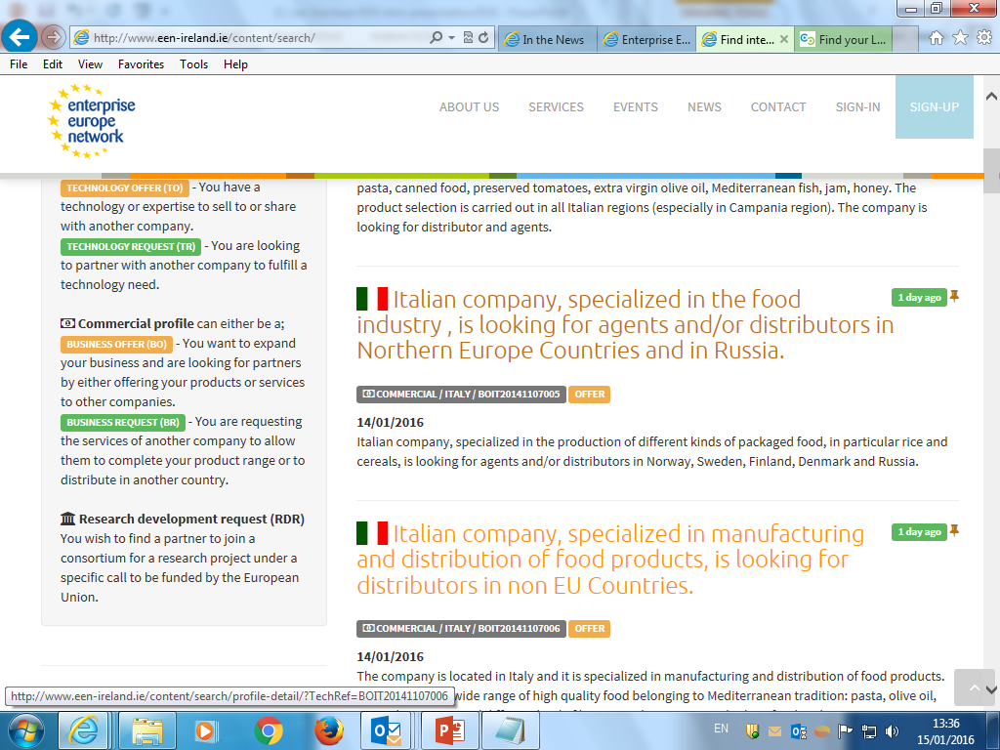 http://www.een-ireland.ie/content/search/
In the News
Enterprise E...
Find inte...
Find your L...
File Edit View Favorites Tools Help
enterprise
europe
network
ABOUT US SERVICES EVENTS NEWS CONTACT SIGN-IN SIGN-UP
TECHNOLOGY OFFER (TO) - You have a
technology or expertise to sell to or share
with another company.
TECHNOLOGY REQUEST (TR) - You are looking
to partner with another company to fulfill a
technology need.
Commercial profile can either be a;
BUSINESS OFFER (BO) - You want to expand
your business and are looking for partners
by either offering your products or services
to other companies.
BUSINESS REQUEST (BR) - You are requesting
the services of another company to allow
them to complete your product range or to
distribute in another country.
Research development request (RDR)
You wish to find a partner to join a
consortium for a research project under a
specific call to be funded by the European
Union.
pasta, canned food, preserved tomatoes, extra virgin olive oil, Mediterranean fish, jam, honey. The
product selection is carried out in all Italian regions (especially in Campania region). The company is
looking for distributor and agents.
Italian company, specialized in the food
industry , is looking for agents and/or distributors in
Northern Europe Countries and in Russia.
1 day ago
COMMERCIAL / ITALY / BOIT20141107005 OFFER
14/01/2016
Italian company, specialized in the production of different kinds of packaged food, in particular rice and
cereals, is looking for agents and/or distributors in Norway, Sweden, Finland, Denmark and Russia.
Italian company, specialized in manufacturing
and distribution of food products, is looking for
distributors in non EU Countries.
1 day ago
COMMERCIAL / ITALY / BOIT20141107006 OFFER
14/01/2016
The company is located in Italy and it is specialized in manufacturing and distribution of food products.
wide range of high quality food belonging to Mediterranean tradition: pasta, olive oil,
http://www.een-ireland.ie/content/search/profile-detail/?TechRef=BOIT20141107006
EN
13:36
15/01/2016